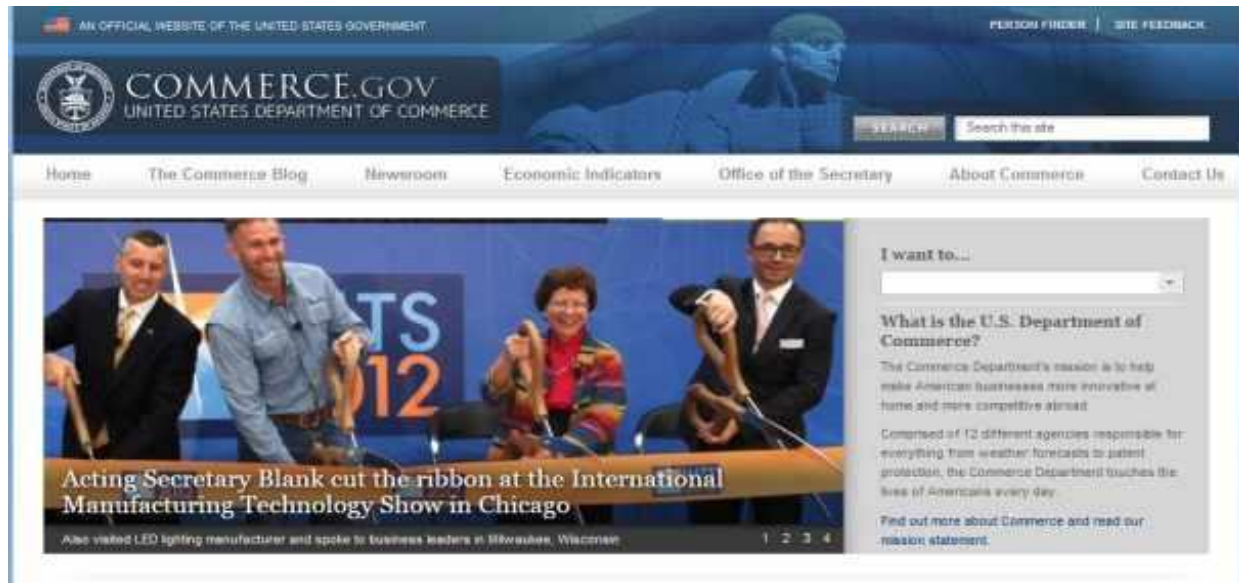 AN OFFICIAL WEBSITE OF THE UNITED STATES GOVERNMENT
PERSON FINDER | SITE FEEDBACK
COMMERCE.GOV
UNITED STATES DEPARTMENT OF COMMERCE
SEARCH Search this site
Home The Commerce Blog Newsroom Economic Indicators Office of the Secretary About Commerce Contact Us
TS
012
Acting Secretary Blank cut the ribbon at the International
Manufacturing Technology Show in Chicago
Also visited LED lighting manufacturer and spoke to business leaders in Milwaukee, Wisconsin 1 2 3 4
I want to...
What is the U.S. Department of
Commerce?
The Commerce Department's mission is to help
make American businesses more innovative at
home and more competitive abroad.
Comprised of 12 different agencies responsible for
everything from weather forecasts to patent
protection, the Commerce Department touches the
lives of Americans every day.
Find out more about Commerce and read our
mission statement.